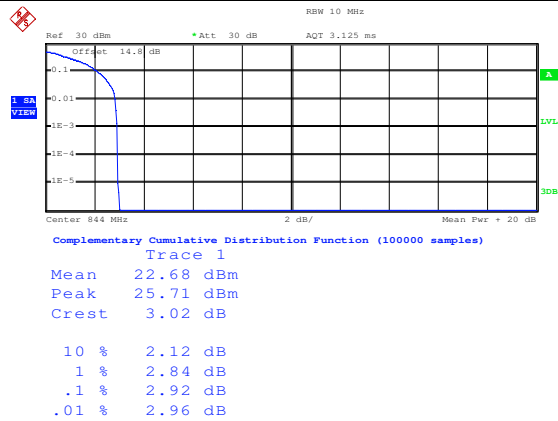 RBW 10 MHz
Ref 30 dBm *Att 30 dB AQT 3.125 ms
Offset 14.8 dB
0.1
A
0.01
1 SA
VIEW
1E-3
LVL
1E-4
1E-5
3DB
Center 844 MHz 2 dB/ Mean Pwr + 20 dB
Complementary Cumulative Distribution Function (100000 samples)
Trace 1
Mean 22.68 dBm
Peak 25.71 dBm
Crest 3.02 dB
10 % 2.12 dB
1 % 2.84 dB
.1 % 2.92 dB
.01 % 2.96 dB